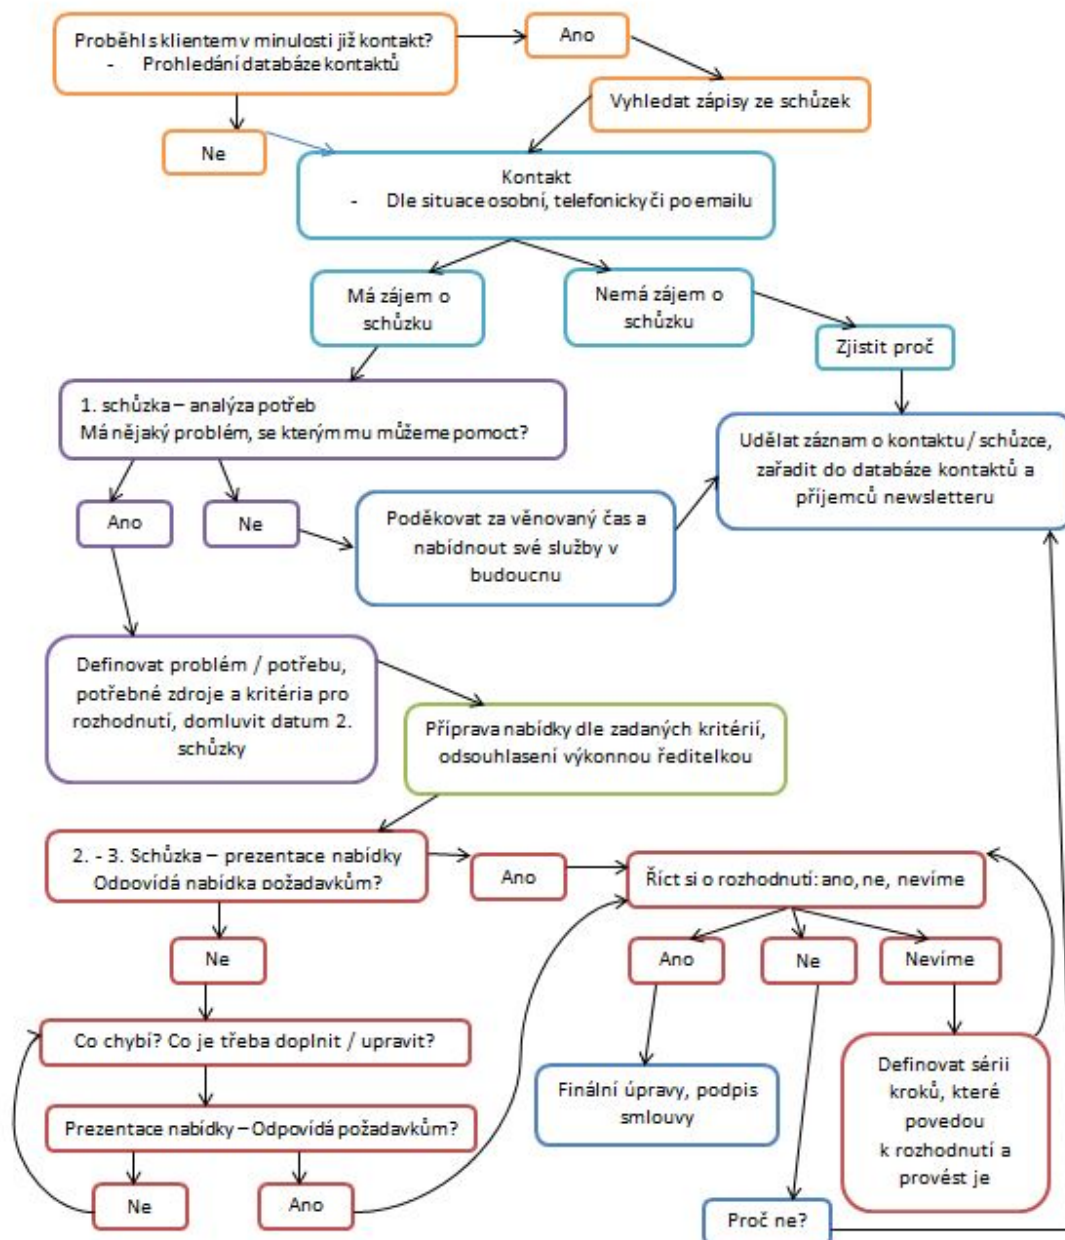 Proběhl s klientem v minulosti již kontakt?
- Prohledání databáze kontaktů
Ano
Vyhledat zápisy ze schůzek
Ne
Kontakt
- Dle situace osobní, telefonicky či po emailu
Má zájem o
schůzku
Nemá zájem o
schůzku
Zjistit proč
1. schůzka – analýza potřeb
Má nějaký problém, se kterým mu můžeme pomoct?
Udělat záznam o kontaktu / schůzce,
zařadit do databáze kontaktů a
příjemců newsletteru
Ano
Ne
Poděkovat za věnovaný čas a
nabídnout své služby v
budoucnu
Definovat problém / potřebu,
potřebné zdroje a kritéria pro
rozhodnutí, domluvit datum 2.
schůzky
Příprava nabídky dle zadaných kritérií,
odsouhlasení výkonnou ředitelkou
2. - 3. Schůzka – prezentace nabídky
Odpovídá nabídka požadavkům?
Ano
Říct si o rozhodnutí: ano, ne, nevíme
Ne
Ano
Ne
Nevíme
Co chybí? Co je třeba doplnit / upravit?
Finální úpravy, podpis
smlouvy
Definovat sérii
kroků, které
povedou
k rozhodnutí a
provést je
Prezentace nabídky – Odpovídá požadavkům?
Ne
Ano
Proč ne?